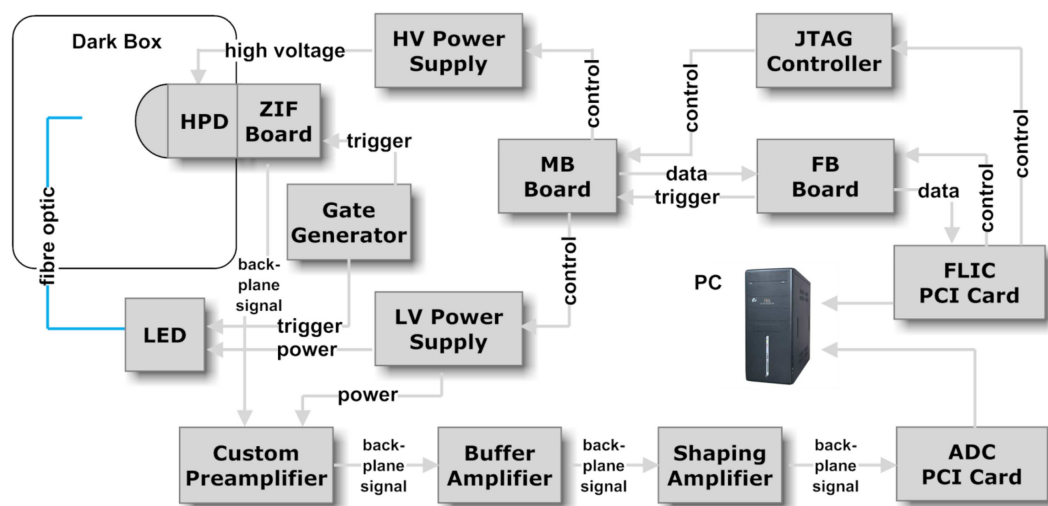 Dark Box
high voltage
HV Power
Supply
JTAG
Controller
HPD
ZIF
Board
trigger
control
control
control
MB
Board
data
trigger
FB
Board
data
control
Gate
Generator
fibre optic
back-
plane
signal
control
PC
FLIC
PCI Card
LED
trigger
power
LV Power
Supply
power
Custom
Preamplifier
back-
plane
signal
Buffer
Amplifier
back-
plane
signal
Shaping
Amplifier
back-
plane
signal
ADC
PCI Card